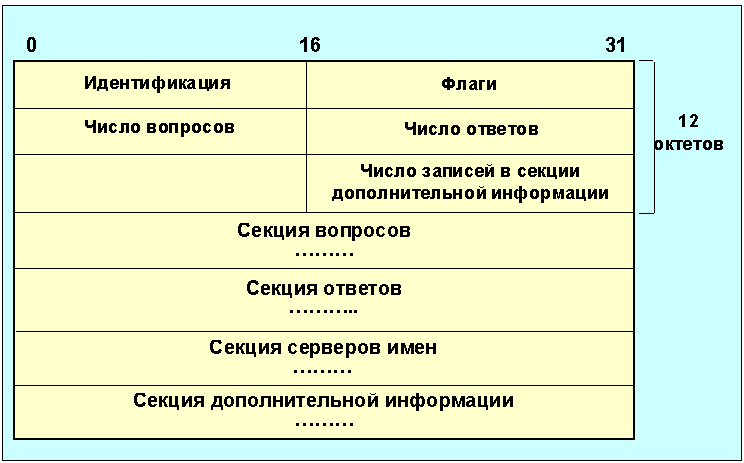 0 16 31
Идентификация Флаги
Число вопросов Число ответов
12
октетов
Число записей в секции
дополнительной информации
Секция вопросов
………
Секция ответов
………..
Секция серверов имен
………
Секция дополнительной информации
………